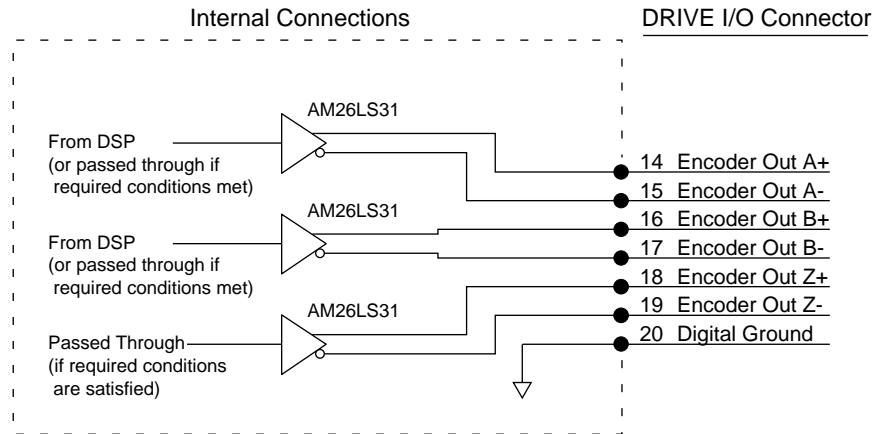 Internal Connections
DRIVE I/O Connector
AM26LS31
From DSP
(or passed through if
required conditions met)
14 Encoder Out A+
15 Encoder Out A-
AM26LS31
16 Encoder Out B+
From DSP
(or passed through if
required conditions met)
17 Encoder Out B-
18 Encoder Out Z+
AM26LS31
19 Encoder Out Z-
Passed Through
(if required conditions
are satisfied)
20 Digital Ground